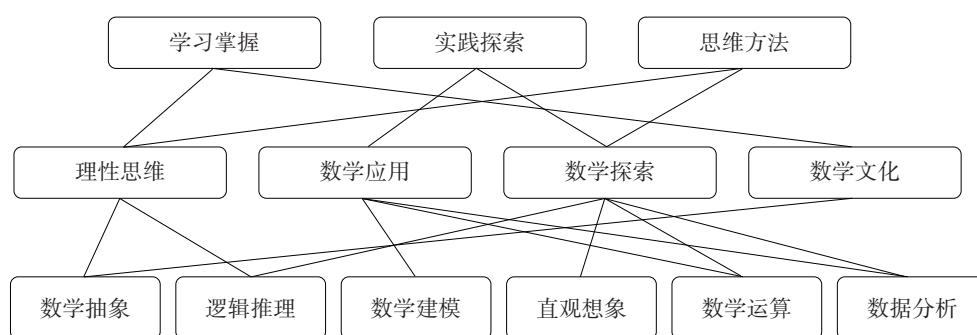 学习掌握 实践探索 思维方法
理性思维 数学应用 数学探索 数学文化
数学抽象 逻辑推理 数学建模 直观想象 数学运算 数据分析